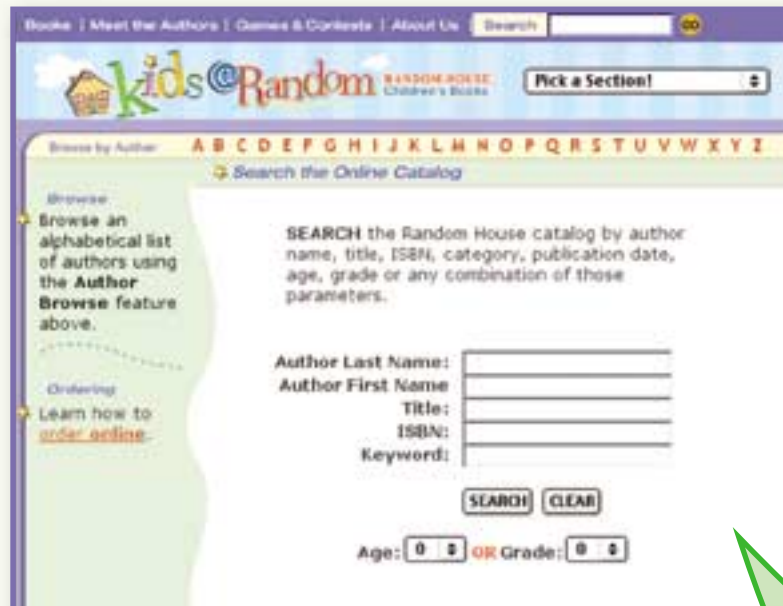 Books | Meet the Authors | Games & Contests | About Us | Search GO
kids@Random RANDOM HOUSE Children's Books Pick a Section!
Browse by Author A B C D E F G H I J K L M N O P Q R S T U V W X Y Z
Search the Online Catalog
Browse
Browse an
alphabetical list
of authors using
the Author
Browse feature
above.
Ordering
Learn how to
order online.
SEARCH the Random House catalog by author
name, title, ISBN, category, publication date,
age, grade or any combination of those
parameters.
Author Last Name:
Author First Name
Title:
ISBN:
Keyword:
SEARCH CLEAR
Age: 0 OR Grade: 0